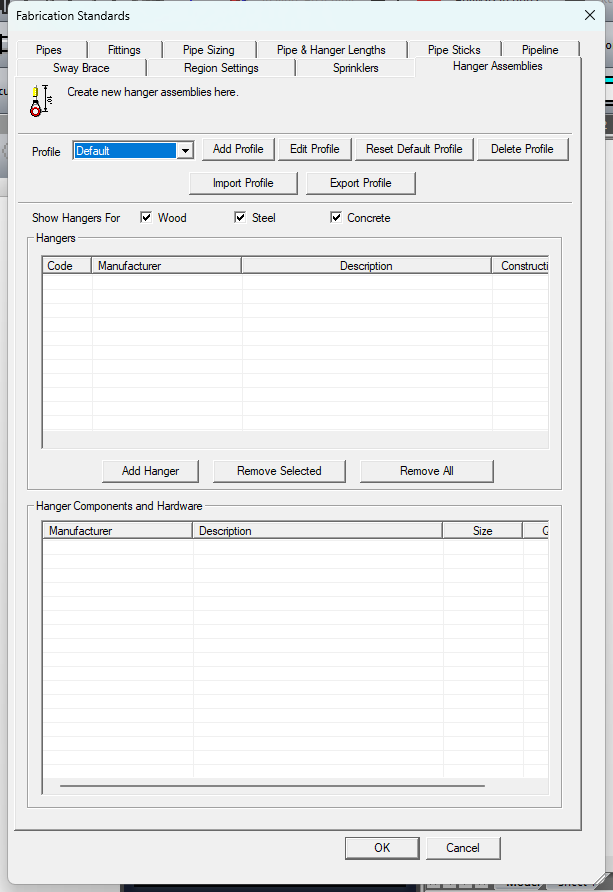 Fabrication Standards
Pipes Fittings Pipe Sizing Pipe & Hanger Lengths Pipe Sticks Pipeline
Sway Brace Region Settings Sprinklers Hanger Assemblies
Create new hanger assemblies here.
Profile Default Add Profile Edit Profile Reset Default Profile Delete Profile
Import Profile Export Profile
Show Hangers For Wood Steel Concrete
Hangers
Code Manufacturer Description Constructi
Add Hanger Remove Selected Remove All
Hanger Components and Hardware
Manufacturer Description Size
OK Cancel